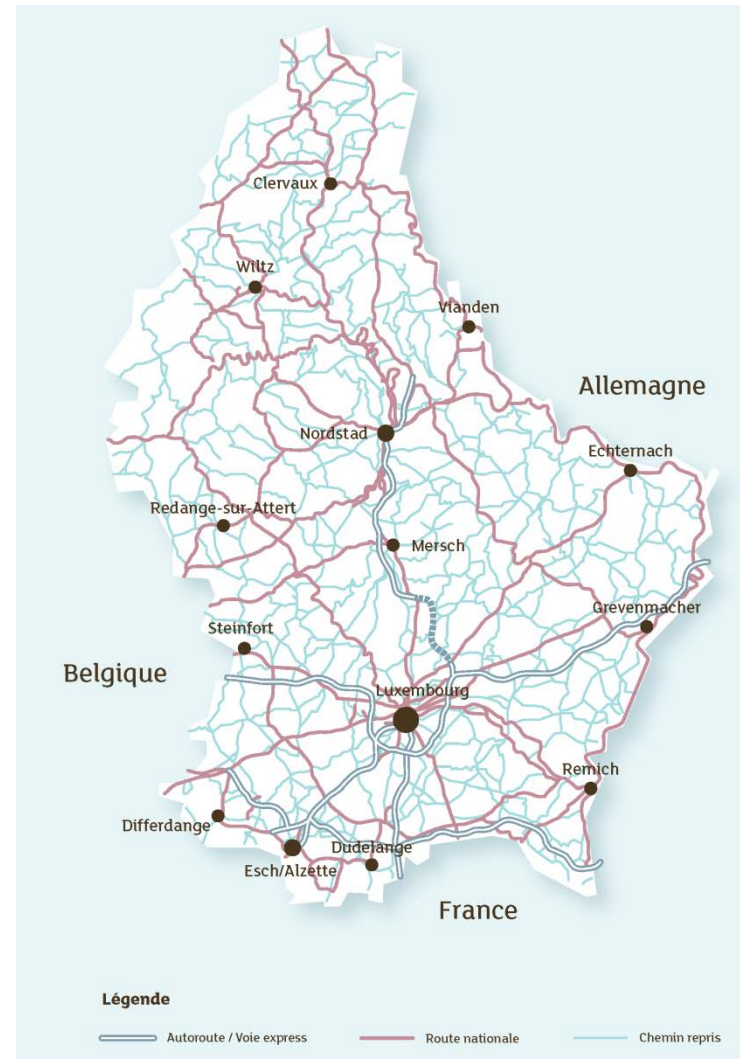 Clervaux
Wiltz
Vianden
Allemagne
Nordstad
Echternach
Redange-sur-Attert
Mersch
Grevenmacher
Steinfort
Belgique
Luxembourg
Remich
Differdange
Dudelange
Esch/Alzette
France
Légende
Autoroute / Voie express
Route nationale
Chemin repris